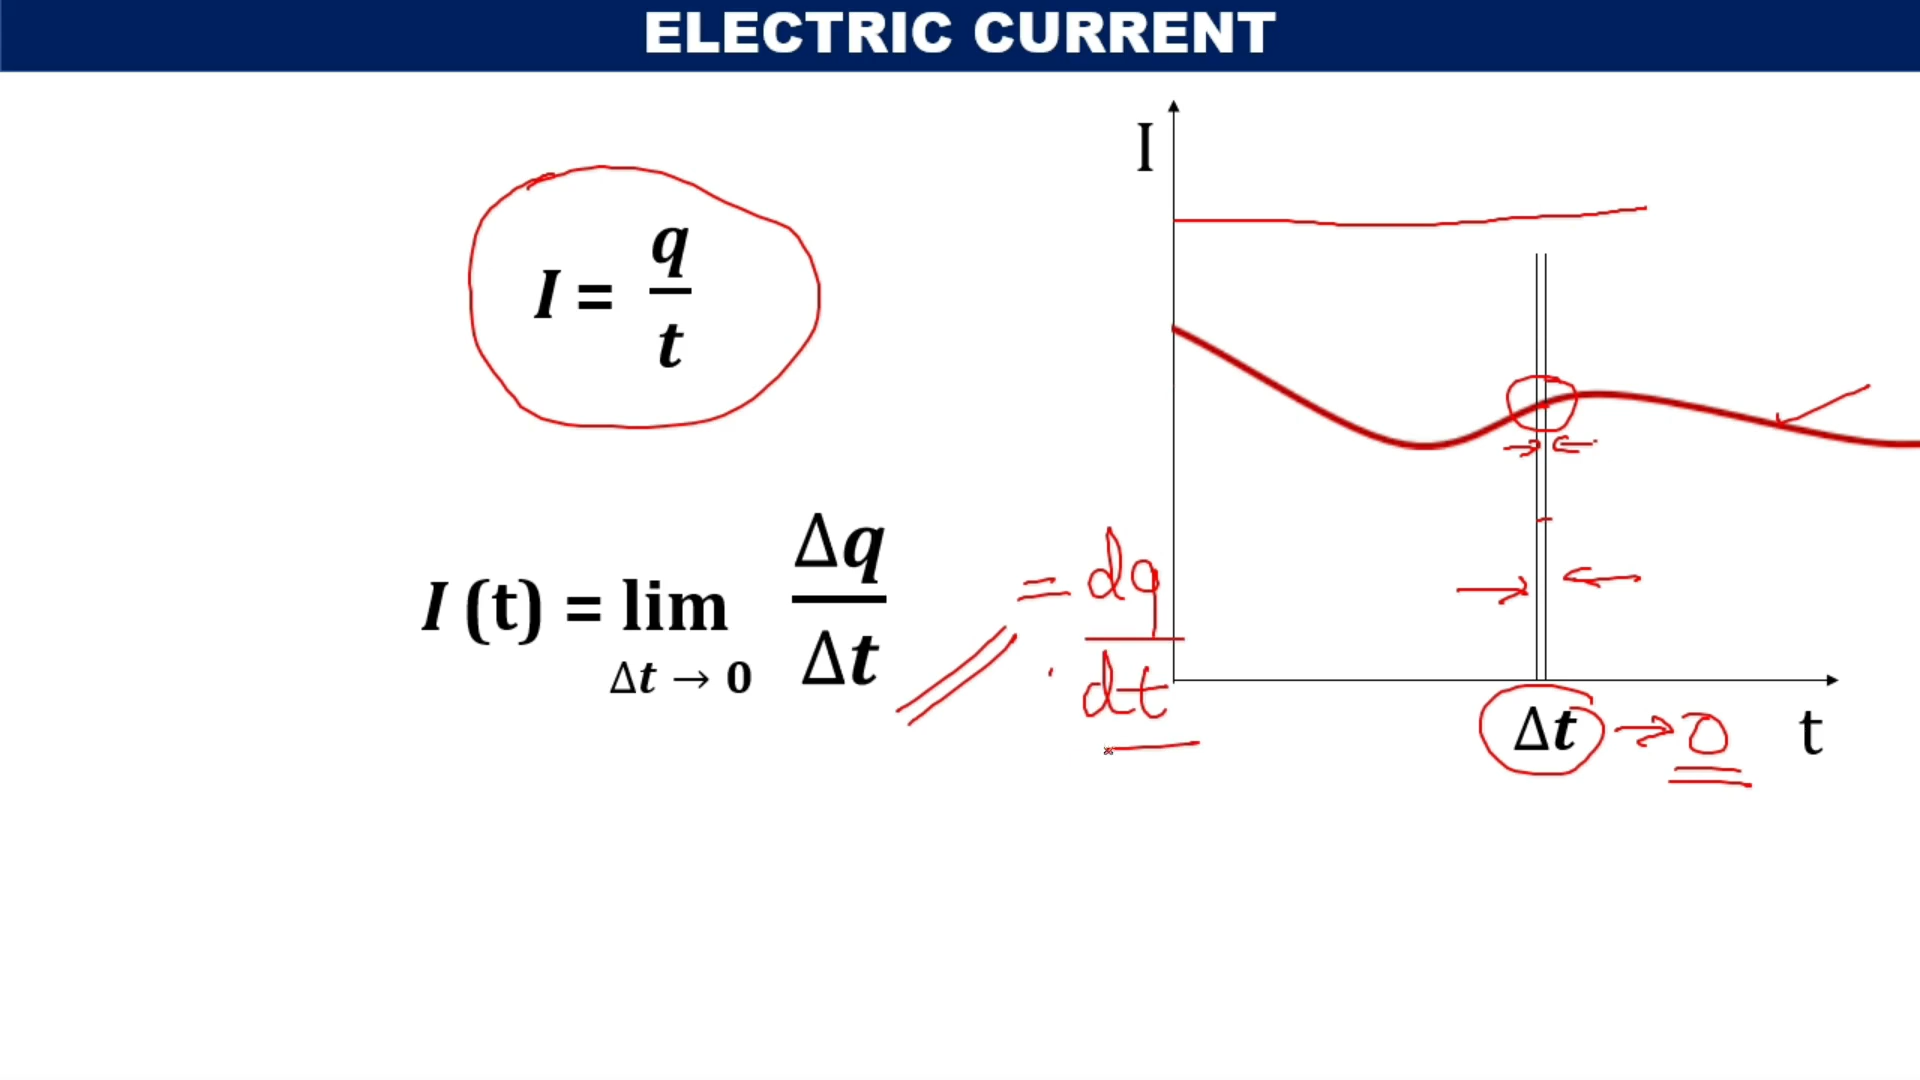 ELECTRIC CURRENT
I = q/t
I (t) = lim Δt → 0 Δq/Δt = dq/dt
I
Δt → 0
t